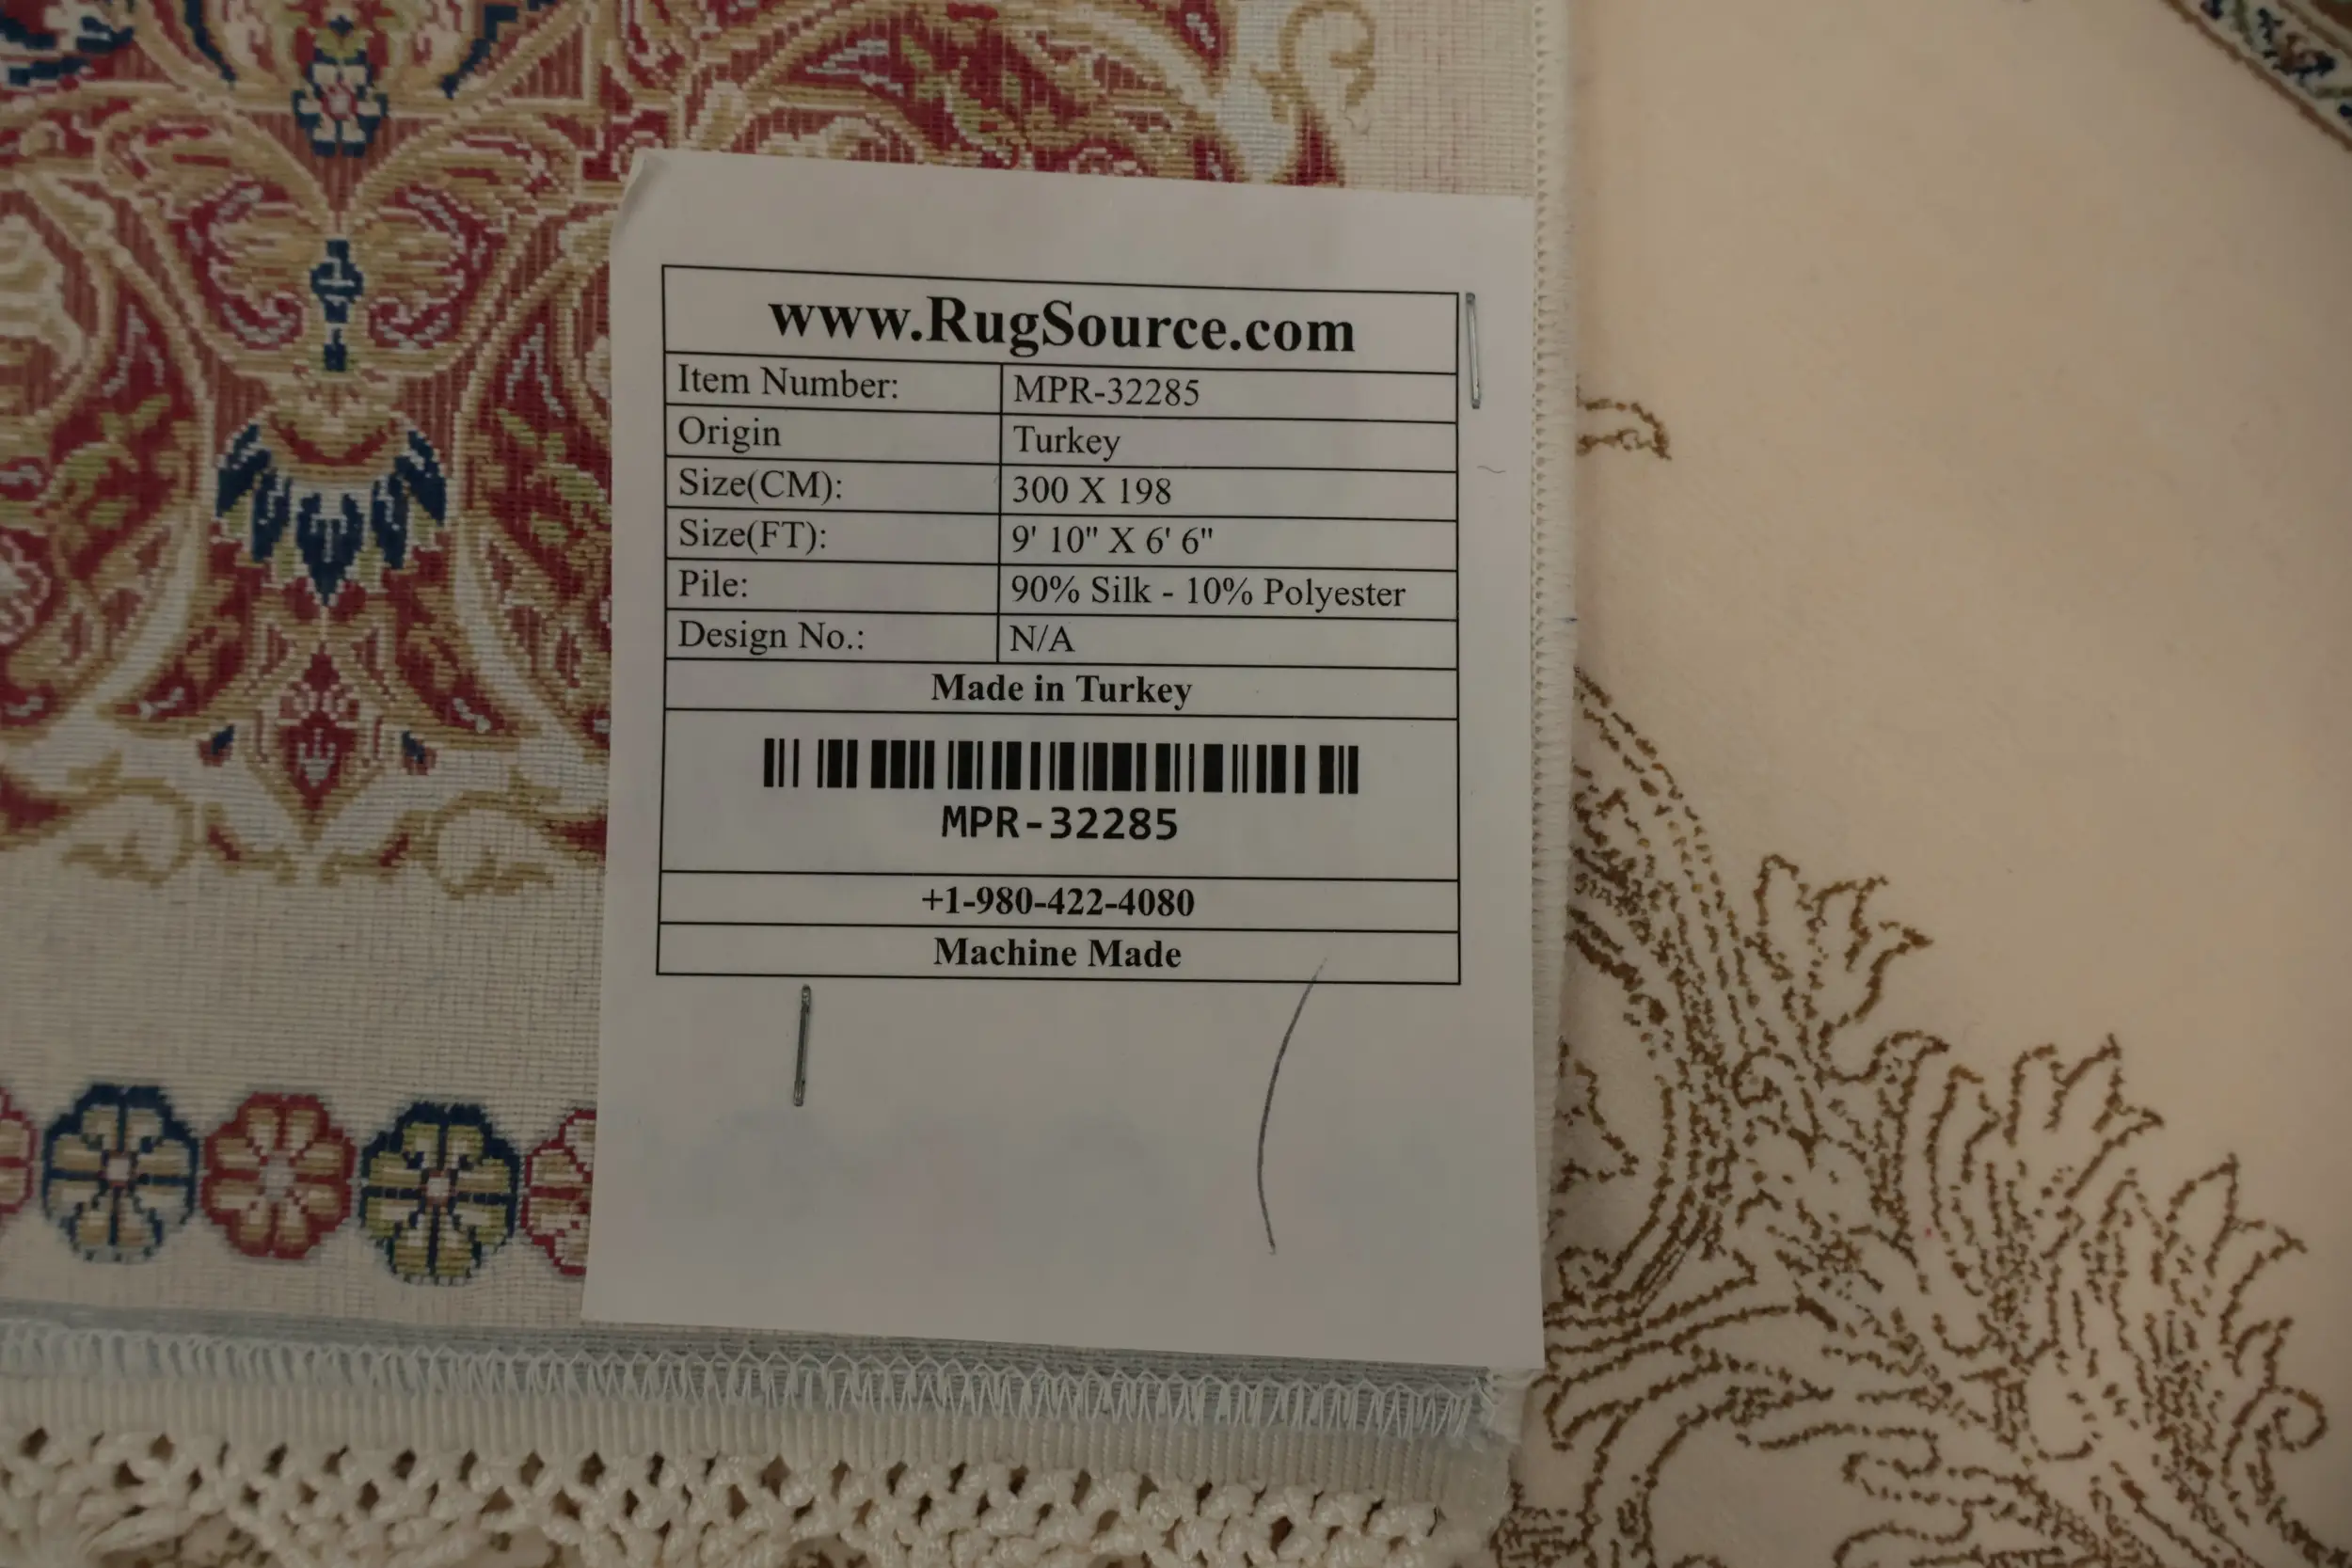 www.RugSource.com
Item Number: MPR-32285
Origin Turkey
Size(CM): 300 X 198
Size(FT): 9' 10" X 6' 6"
Pile: 90% Silk - 10% Polyester
Design No.: N/A
Made in Turkey
MPR-32285
+1-980-422-4080
Machine Made